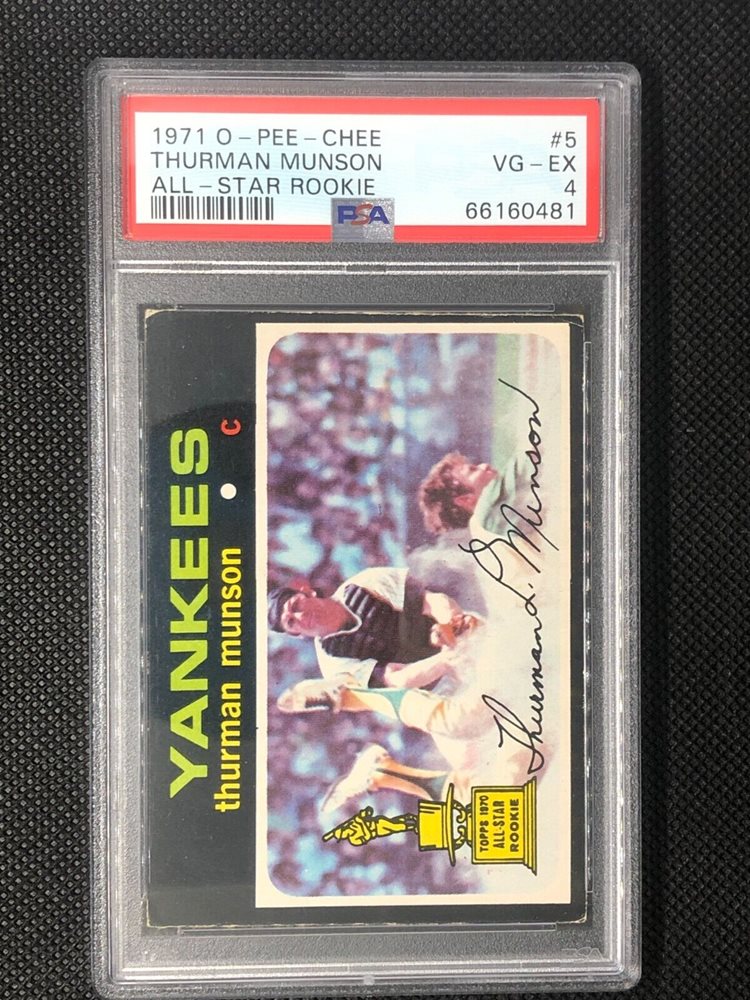 1971 O-PEE-CHEE #5
THURMAN MUNSON VG-EX
ALL-STAR ROOKIE 4
PSA 66160481
YANKEES
thurman munson • c
Thurman L. Munson
TOPPS 1970
ALL-STAR
ROOKIE